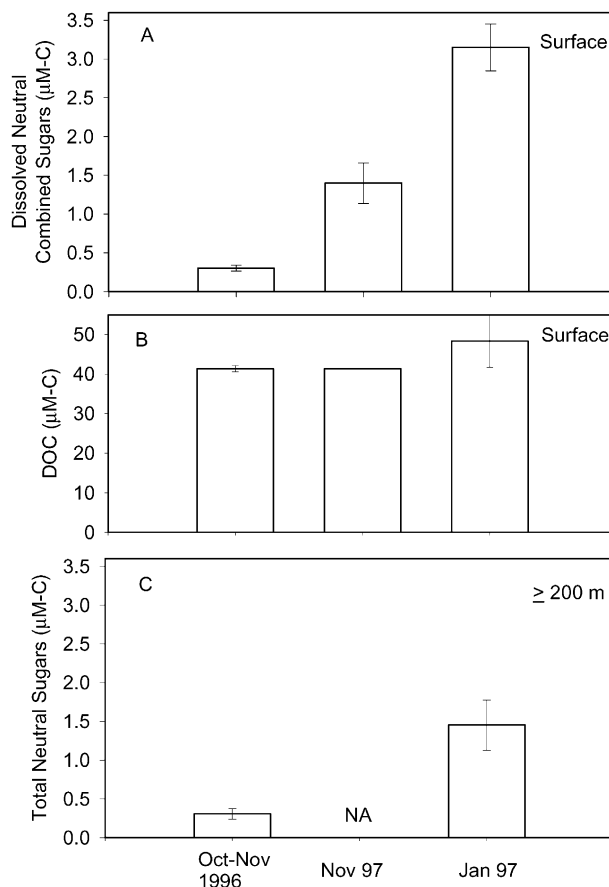 Dissolved Neutral
Combined Sugars (μM-C)
3.5
3.0
2.5
2.0
1.5
1.0
0.5
0.0
A
Surface
DOC (μM-C)
50
40
30
20
10
0
B
Surface
Total Neutral Sugars (μM-C)
3.5
3.0
2.5
2.0
1.5
1.0
0.5
0.0
C
≥ 200 m
NA
Oct-Nov
1996
Nov 97
Jan 97